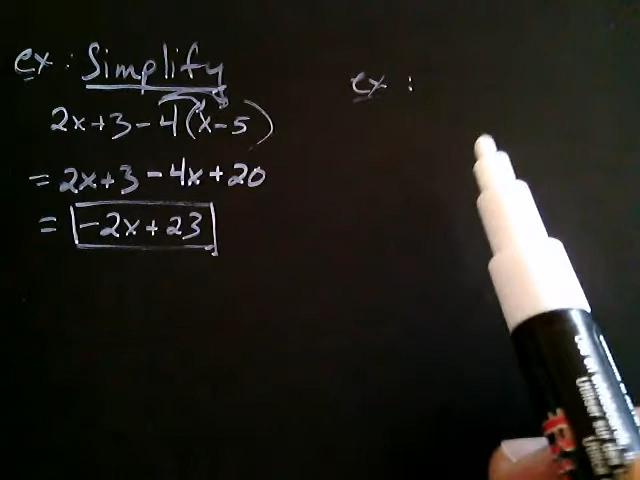 ex : Simplify
2x+3-4(x-5)
= 2x+3-4x+20
= -2x+23
ex :